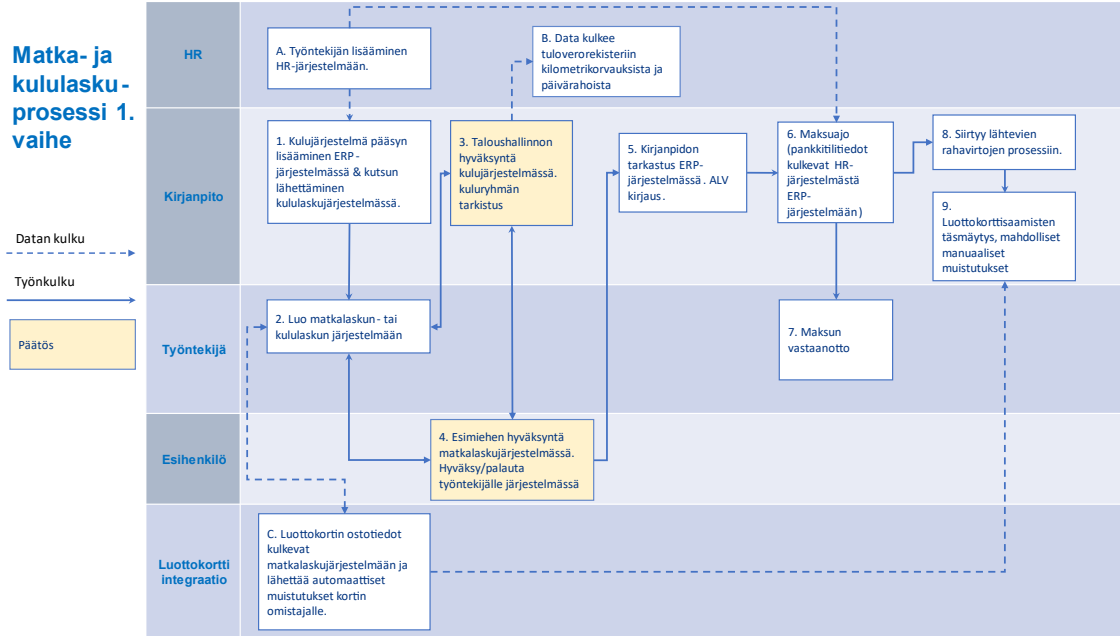 Matka- ja
kululasku-
prosessi 1.
vaihe
Datan kulku
Työnkulku
Päätös
HR
A. Työntekijän lisääminen
HR-järjestelmään.
B. Data kulkee
tuloverorekisteriin
kilometrikorvauksista ja
päivärahoista
Kirjanpito
1. Kulujärjestelmä pääsyn
lisääminen ERP-
järjestelmässä & kutsun
lähettäminen
kululaskujärjestelmässä.
3. Taloushallinnon
hyväksyntä
kulujärjestelmässä.
kuluryhmän
tarkistus
5. Kirjanpidon
tarkastus ERP-
järjestelmässä. ALV
kirjaus.
6. Maksuajo
(pankkitilitiedot
kulkevat HR-
järjestelmästä
ERP-
järjestelmään)
8. Siirtyy lähtevien
rahavirtojen prosessiin.
9.
Luottokorttisaamisten
täsmäytys, mahdolliset
manuaaliset
muistutukset
Työntekijä
2. Luo matkalaskun- tai
kululaskun järjestelmään
7. Maksun
vastaanotto
Esihenkilö
4. Esimiehen hyväksyntä
matkalaskujärjestelmässä.
Hyväksy/palauta
työntekijälle järjestelmässä
Luottokortti
integraatio
C. Luottokortin ostotiedot
kulkevat
matkalaskujärjestelmään ja
lähettää automaattiset
muistutukset kortin
omistajalle.